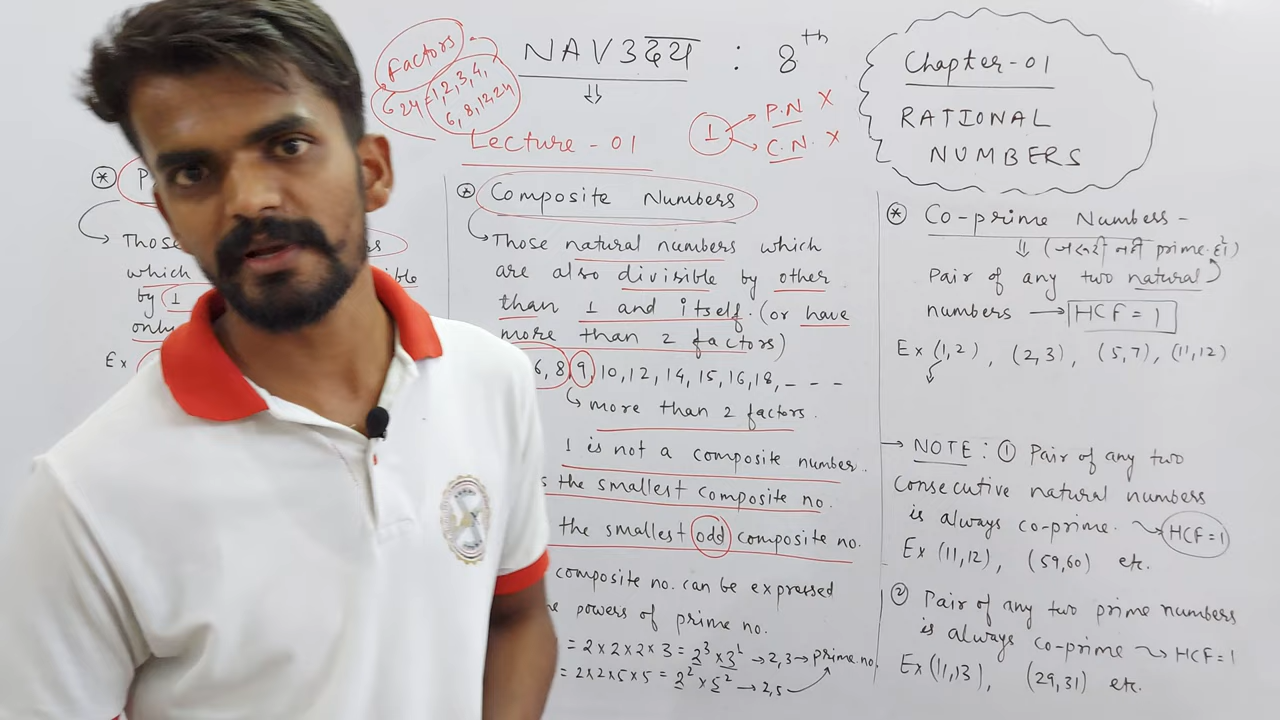 Factors
24 = 1, 2, 3, 4,
6, 8, 12, 24
NAV3दय : 8th
Lecture - 01
1
P.N ×
C.N. ×
Chapter-01
RATIONAL
NUMBERS
Those
which
by 1
only
Ex
Composite Numbers
Those natural numbers which
are also divisible by other
than 1 and itself. (or have
more than 2 factors)
6, 8, 9, 10, 12, 14, 15, 16, 18, - - -
more than 2 factors.
1 is not a composite number.
the smallest composite no.
the smallest odd composite no.
composite no. can be expressed
powers of prime no.
= 2 × 2 × 2 × 3 = 2³ × 3¹ → 2, 3 → prime no.
= 2 × 2 × 5 × 5 = 2² × 5² → 2, 5
Co-prime Numbers -
(जरूरी नहीं prime हो)
Pair of any two natural
numbers → HCF = 1
Ex (1, 2), (2, 3), (5, 7), (11, 12)
→ NOTE : ① Pair of any two
Consecutive natural numbers
is always co-prime. HCF = 1
Ex (11, 12), (59, 60) etc.
② Pair of any two prime numbers
is always co-prime HCF = 1
Ex (11, 13), (29, 31) etc.